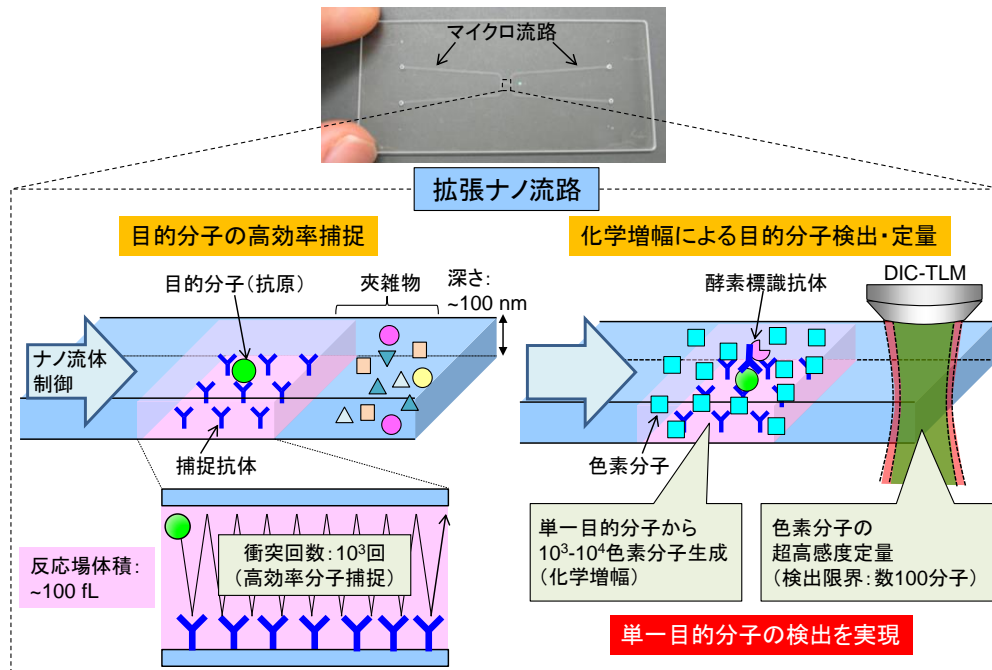 マイクロ流路
拡張ナノ流路
目的分子の高効率捕捉
目的分子(抗原)
夾雑物
深さ:
~100 nm
ナノ流体
制御
捕捉抗体
反応場体積:
~100 fL
衝突回数:10³回
(高効率分子捕捉)
化学増幅による目的分子検出・定量
酵素標識抗体
DIC-TLM
色素分子
単一目的分子から
10³-10⁴色素分子生成
(化学増幅)
色素分子の
超高感度定量
(検出限界:数100分子)
単一目的分子の検出を実現